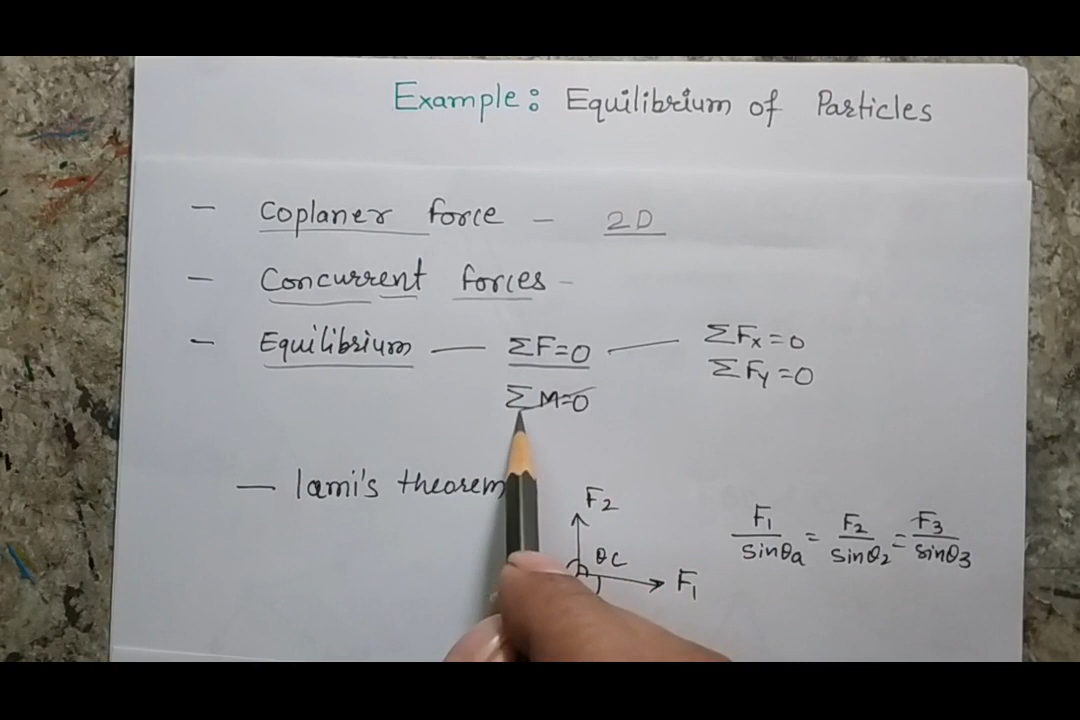 Example: Equilibrium of Particles
- Coplaner force - 2D
- Concurrent forces -
- Equilibrium — ΣF=0 — ΣFx=0
ΣFy=0
ΣM=0
- lami's theorem
F2
θC
F1
F1/sinθa = F2/sinθ2 = F3/sinθ3